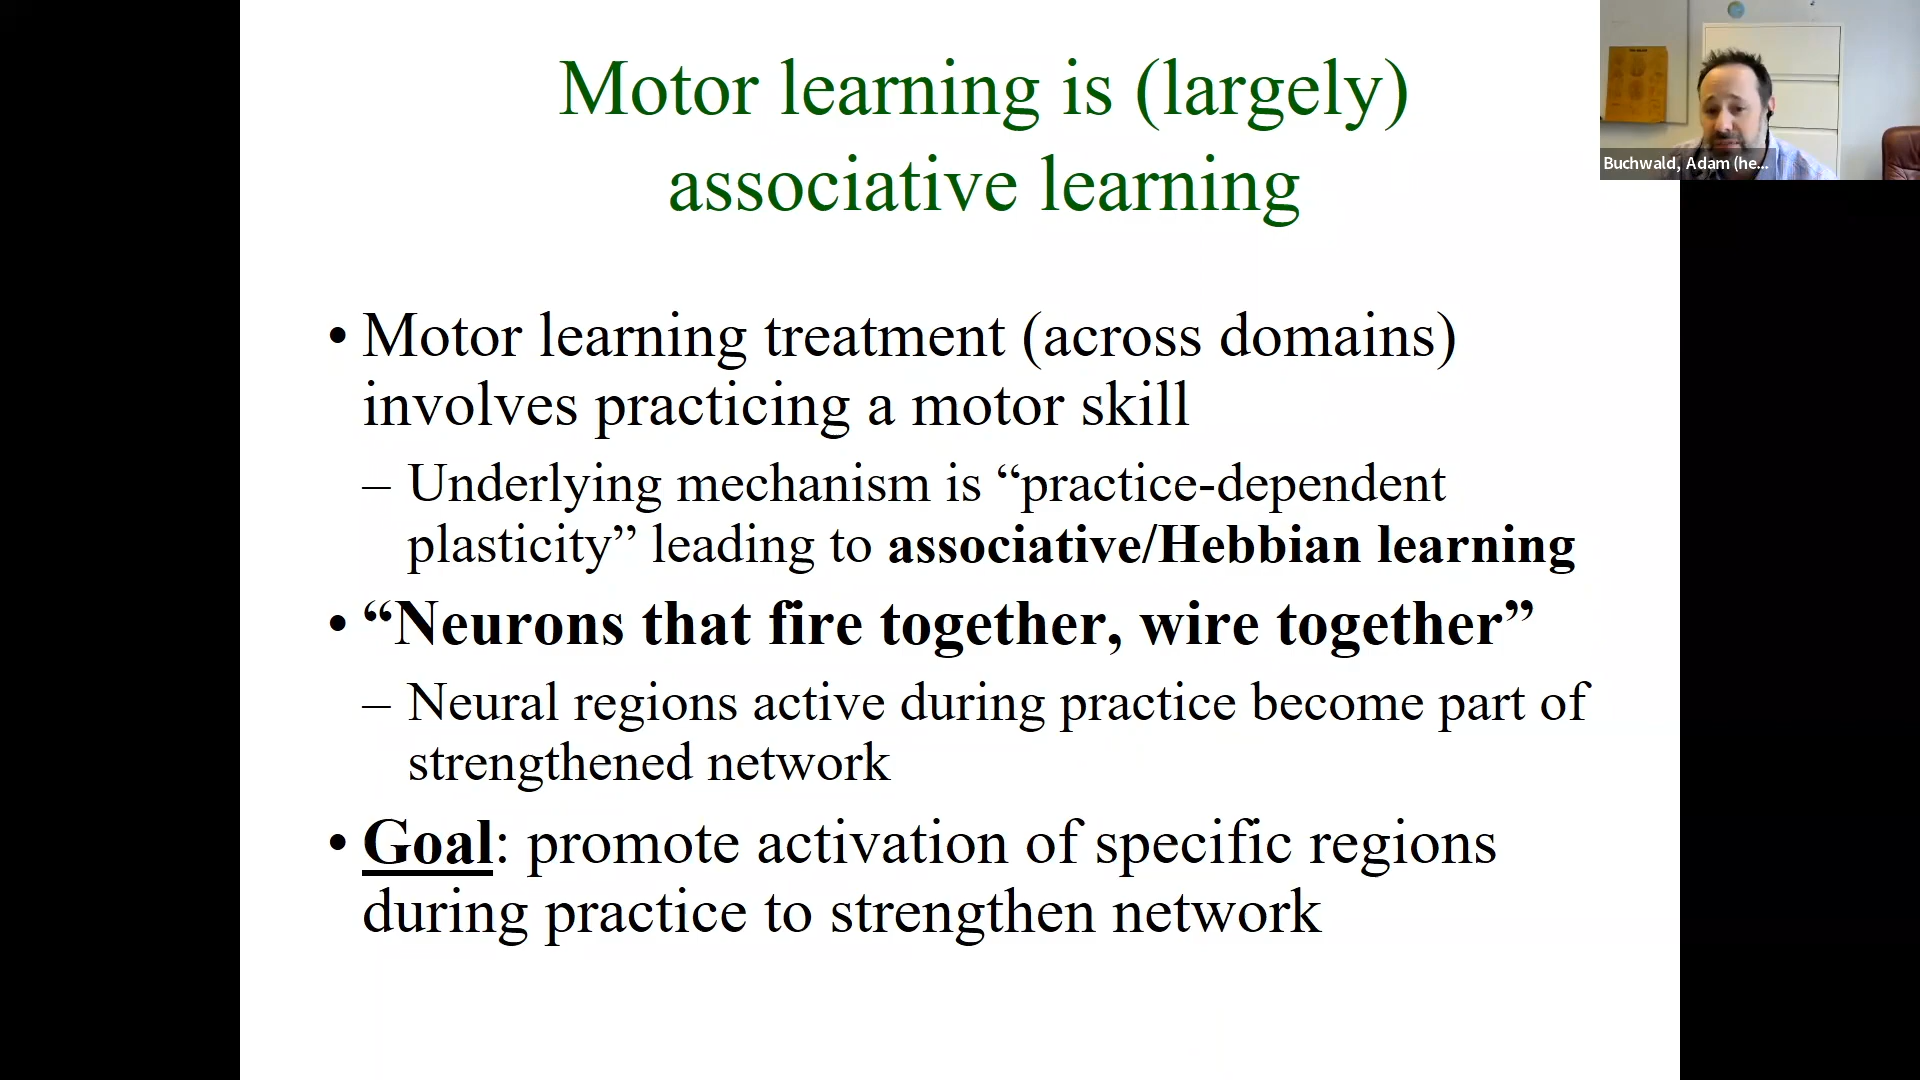 Motor learning is (largely)
associative learning
Buchwald, Adam (he...
• Motor learning treatment (across domains)
involves practicing a motor skill
– Underlying mechanism is “practice-dependent
plasticity” leading to associative/Hebbian learning
• “Neurons that fire together, wire together”
– Neural regions active during practice become part of
strengthened network
• Goal: promote activation of specific regions
during practice to strengthen network